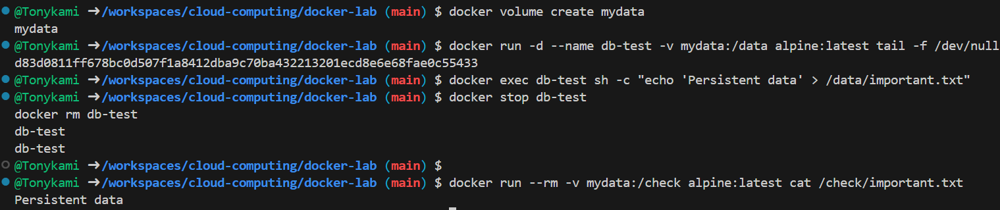 @Tonykami ➜/workspaces/cloud-computing/docker-lab (main) $ docker volume create mydata
mydata
@Tonykami ➜/workspaces/cloud-computing/docker-lab (main) $ docker run -d --name db-test -v mydata:/data alpine:latest tail -f /dev/null
d83d0811ff678bc0d507f1a8412dba9c70ba432213201ecd8e6e68fae0c55433
@Tonykami ➜/workspaces/cloud-computing/docker-lab (main) $ docker exec db-test sh -c "echo 'Persistent data' > /data/important.txt"
@Tonykami ➜/workspaces/cloud-computing/docker-lab (main) $ docker stop db-test
docker rm db-test
db-test
db-test
@Tonykami ➜/workspaces/cloud-computing/docker-lab (main) $
@Tonykami ➜/workspaces/cloud-computing/docker-lab (main) $ docker run --rm -v mydata:/check alpine:latest cat /check/important.txt
Persistent data